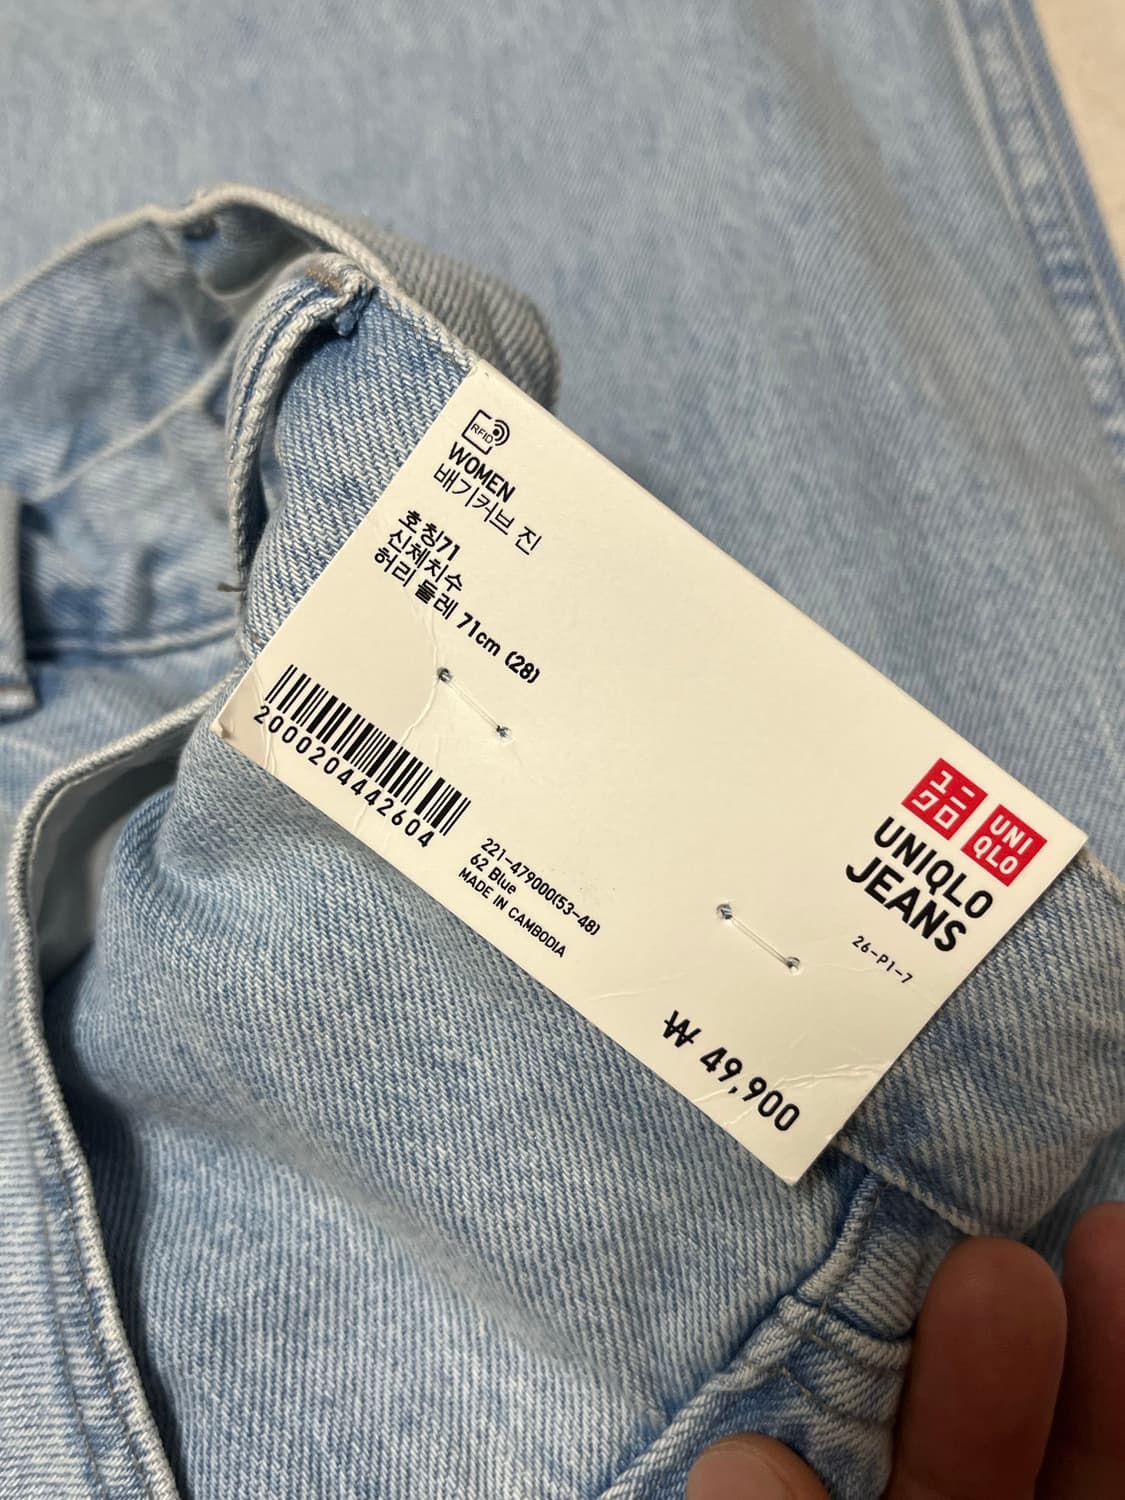 RFID
WOMEN
배기커브 진
호칭71
신체치수
허리 둘레 71cm (28)
2000204442604
221-479000(53-48)
62 Blue
MADE IN CAMBODIA
ユニ
クロ
UNI
QLO
UNIQLO
JEANS
26-P1-7
₩ 49,900